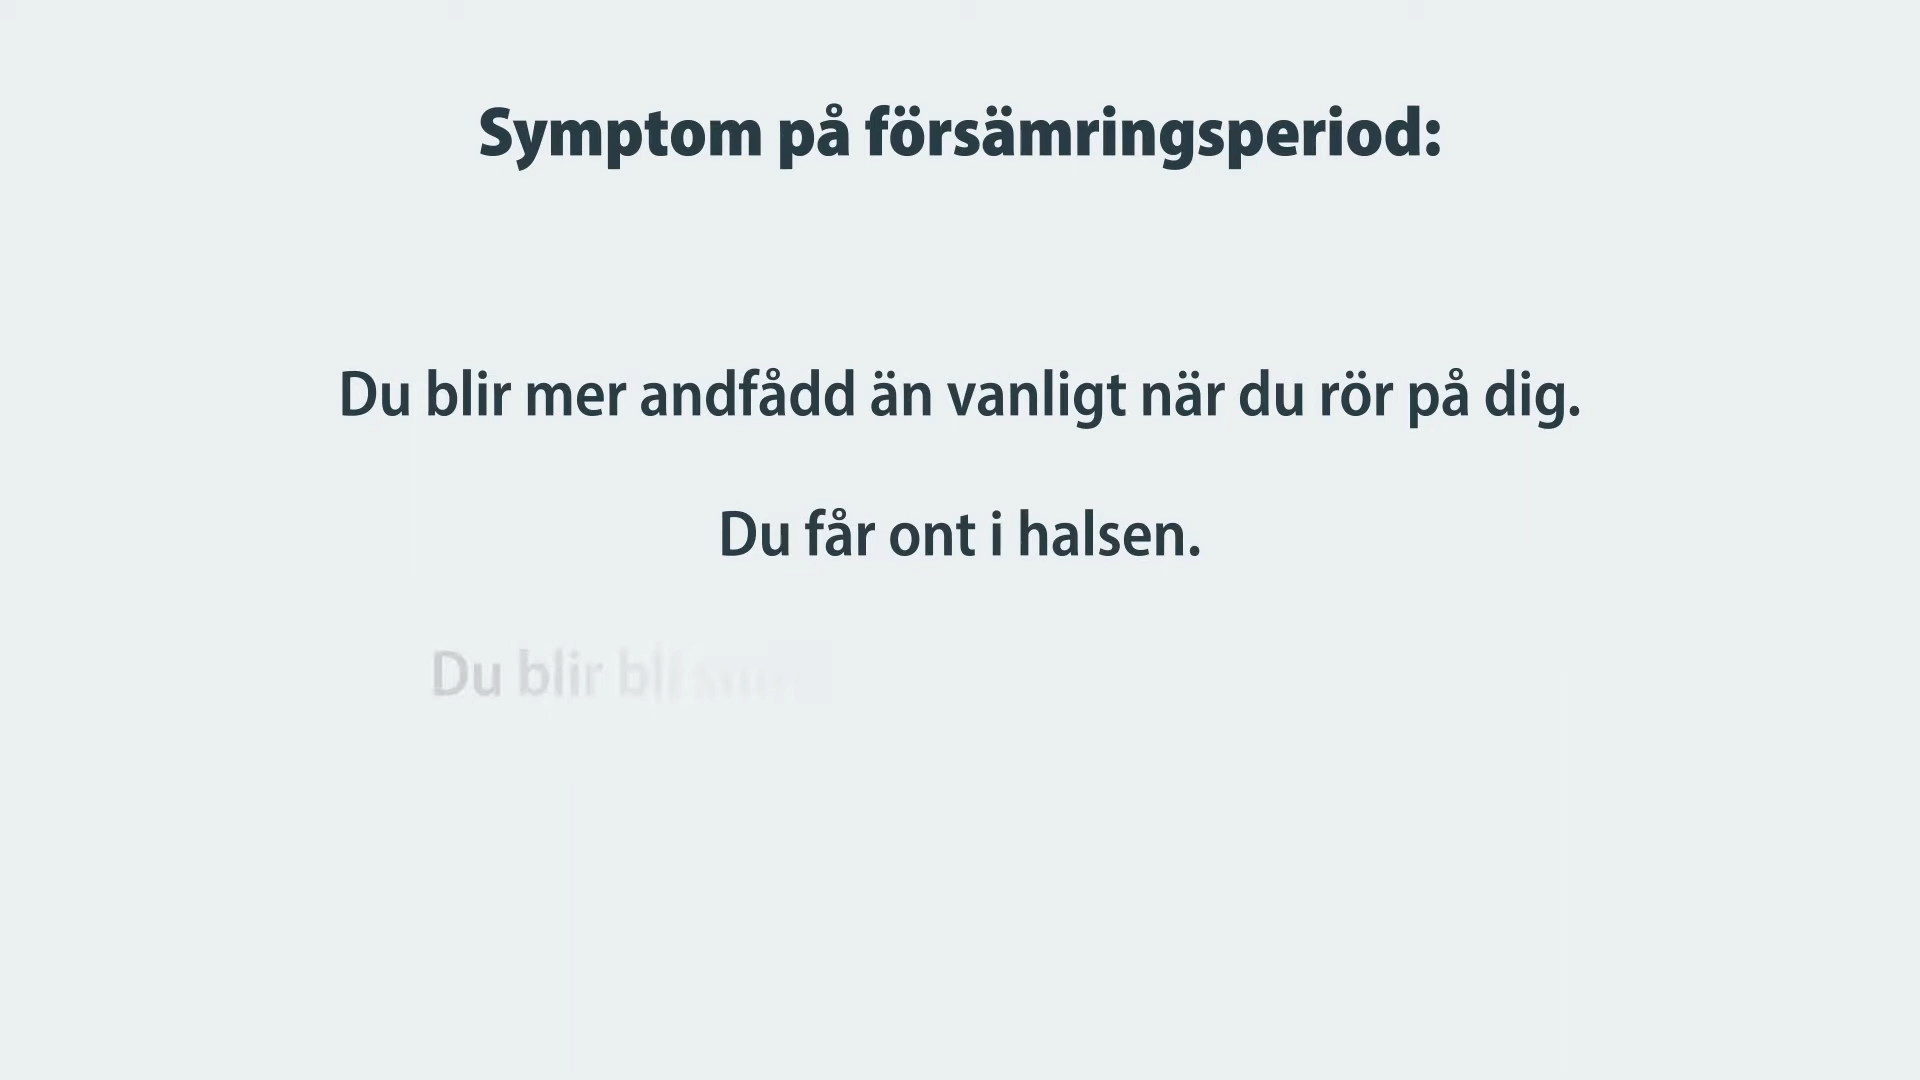 Symptom på försämringsperiod:
Du blir mer andfådd än vanligt när du rör på dig.
Du får ont i halsen.
Du blir